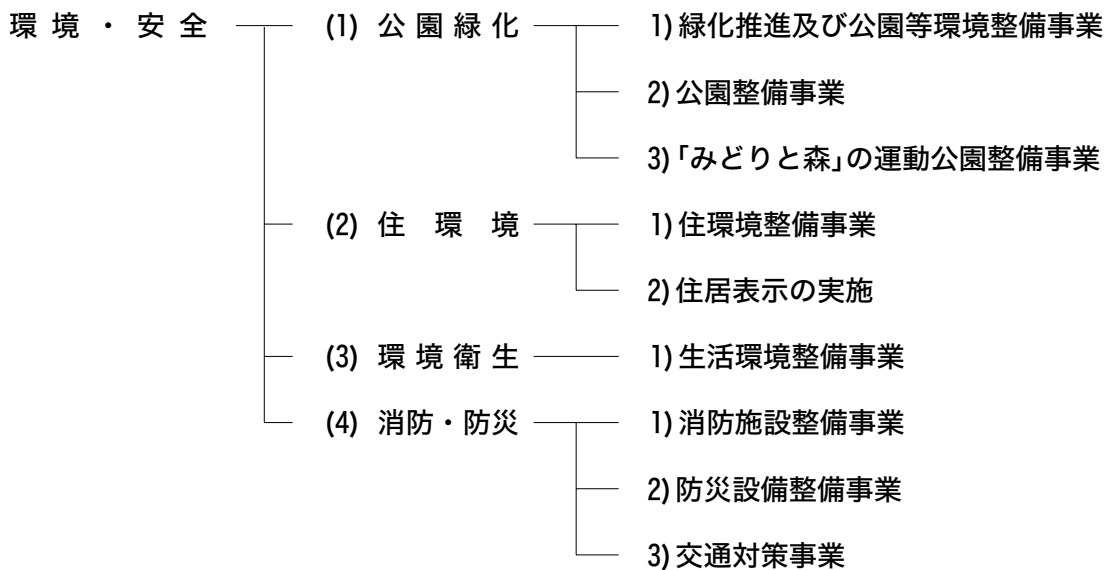 環境・安全 (1) 公園緑化 1) 緑化推進及び公園等環境整備事業
2) 公園整備事業
3) 「みどりと森」の運動公園整備事業
(2) 住環境 1) 住環境整備事業
2) 住居表示の実施
(3) 環境衛生 1) 生活環境整備事業
(4) 消防・防災 1) 消防施設整備事業
2) 防災設備整備事業
3) 交通対策事業